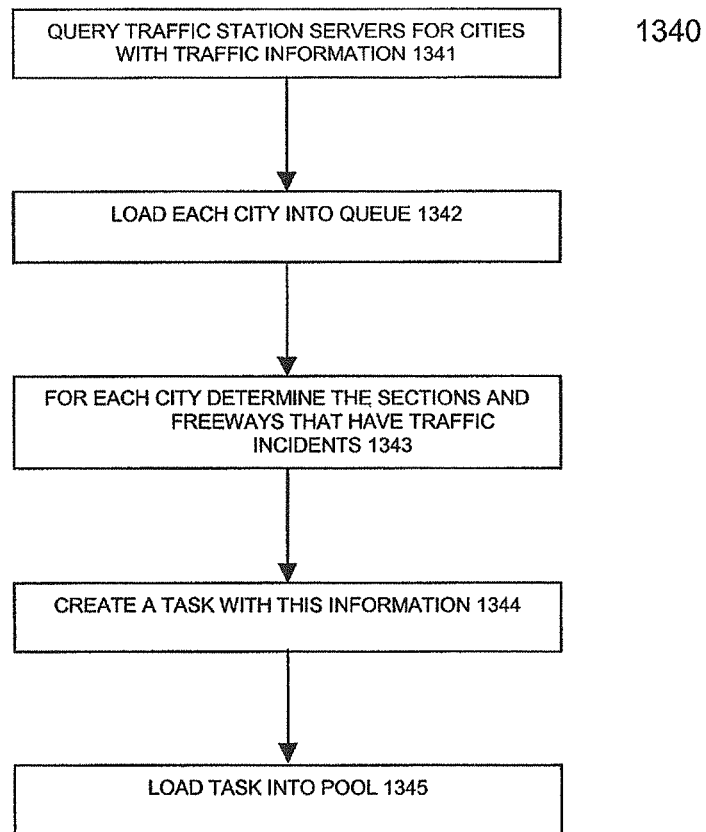 1340
QUERY TRAFFIC STATION SERVERS FOR CITIES
WITH TRAFFIC INFORMATION 1341
LOAD EACH CITY INTO QUEUE 1342
FOR EACH CITY DETERMINE THE SECTIONS AND
FREEWAYS THAT HAVE TRAFFIC
INCIDENTS 1343
CREATE A TASK WITH THIS INFORMATION 1344
LOAD TASK INTO POOL 1345